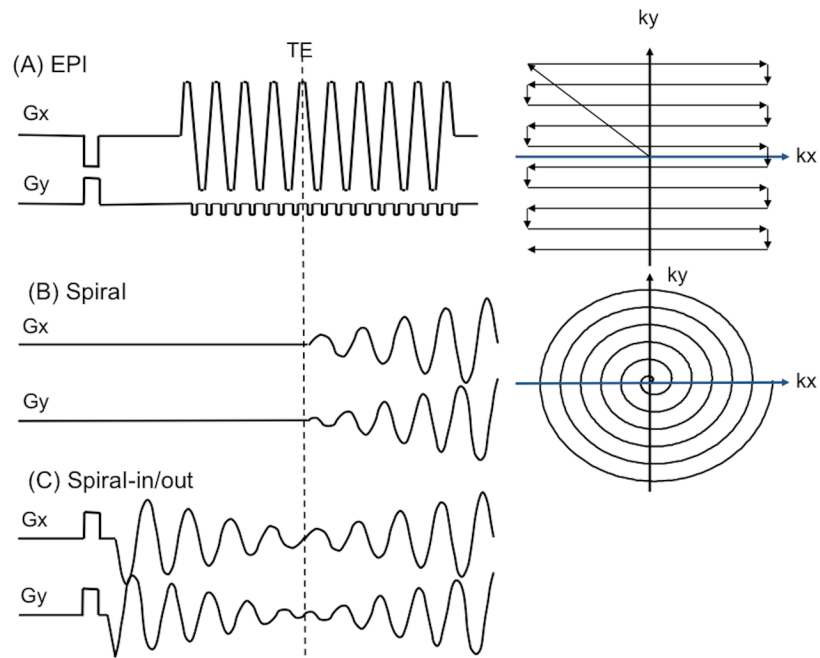 ky
TE
(A) EPI
Gx
kx
Gy
ky
(B) Spiral
Gx
kx
Gy
(C) Spiral-in/out
Gx
Gy